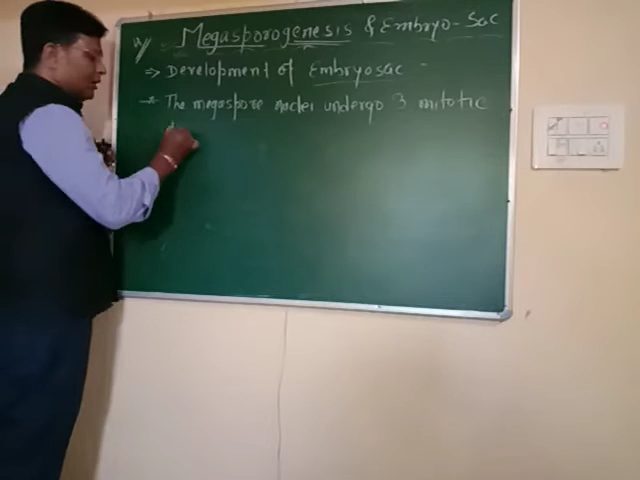 Megasporogenesis & Embryo-Sac
⇒ Development of Embryosac -
→ The megaspore nuclei undergo 3 mitotic
d